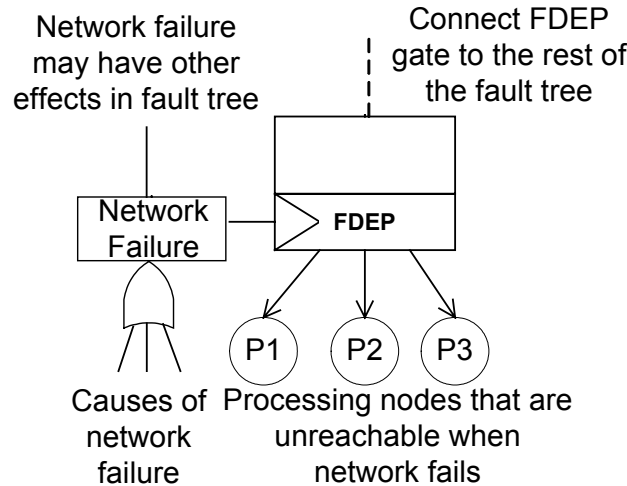 Network failure
may have other
effects in fault tree
Connect FDEP
gate to the rest of
the fault tree
Network
Failure
FDEP
P1
P2
P3
Causes of
network
failure
Processing nodes that are
unreachable when
network fails